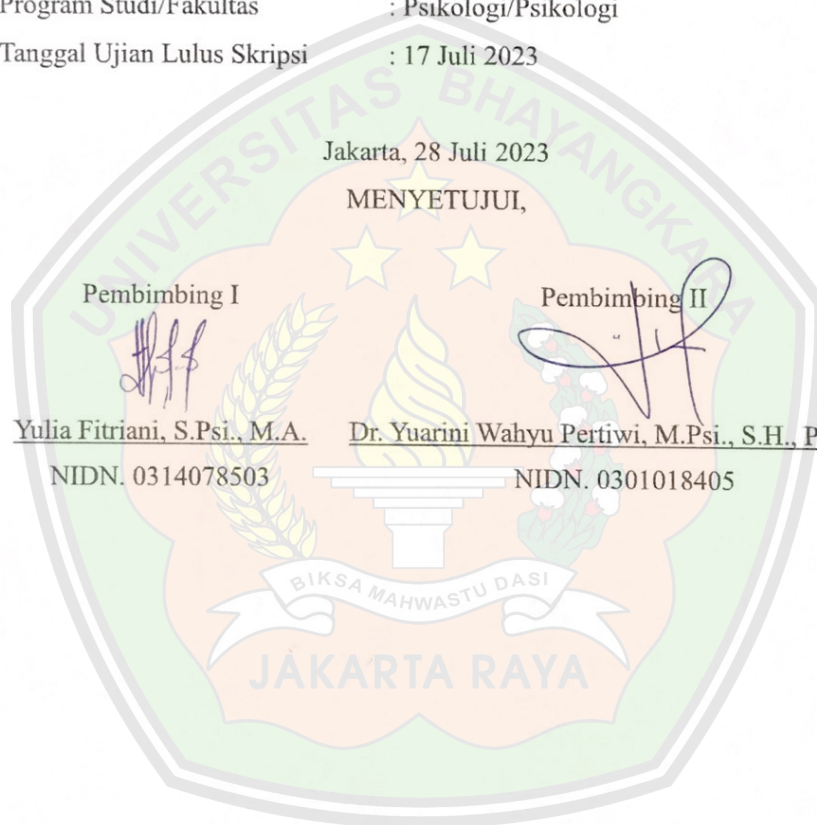 Program Studi/Fakultas : Psikologi/Psikologi
Tanggal Ujian Lulus Skripsi : 17 Juli 2023
Jakarta, 28 Juli 2023
MENYETUJUI,
Pembimbing I Pembimbing II
Yulia Fitriani, S.Psi., M.A. Dr. Yuarini Wahyu Pertiwi, M.Psi., S.H., P
NIDN. 0314078503 NIDN. 0301018405
UNIVERSITAS BHAYANGKARA
BIKSA MAHWASTU DASI
JAKARTA RAYA